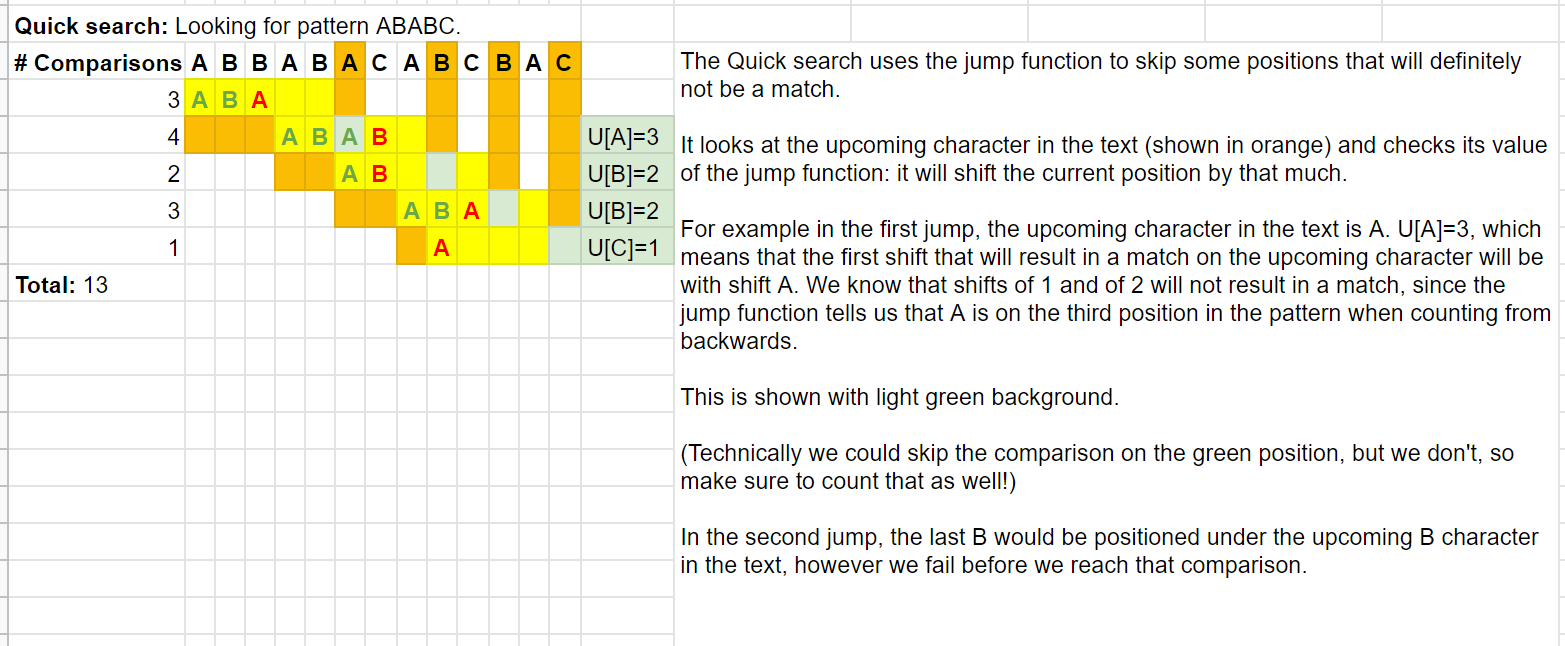 Quick search: Looking for pattern ABABC.
# Comparisons A B B A B A C A B C B A C
3 A B A
4 A B A B U[A]=3
2 A B U[B]=2
3 A B A U[B]=2
1 A U[C]=1
Total: 13
The Quick search uses the jump function to skip some positions that will definitely
not be a match.
It looks at the upcoming character in the text (shown in orange) and checks its value
of the jump function: it will shift the current position by that much.
For example in the first jump, the upcoming character in the text is A. U[A]=3, which
means that the first shift that will result in a match on the upcoming character will be
with shift A. We know that shifts of 1 and of 2 will not result in a match, since the
jump function tells us that A is on the third position in the pattern when counting from
backwards.
This is shown with light green background.
(Technically we could skip the comparison on the green position, but we don't, so
make sure to count that as well!)
In the second jump, the last B would be positioned under the upcoming B character
in the text, however we fail before we reach that comparison.